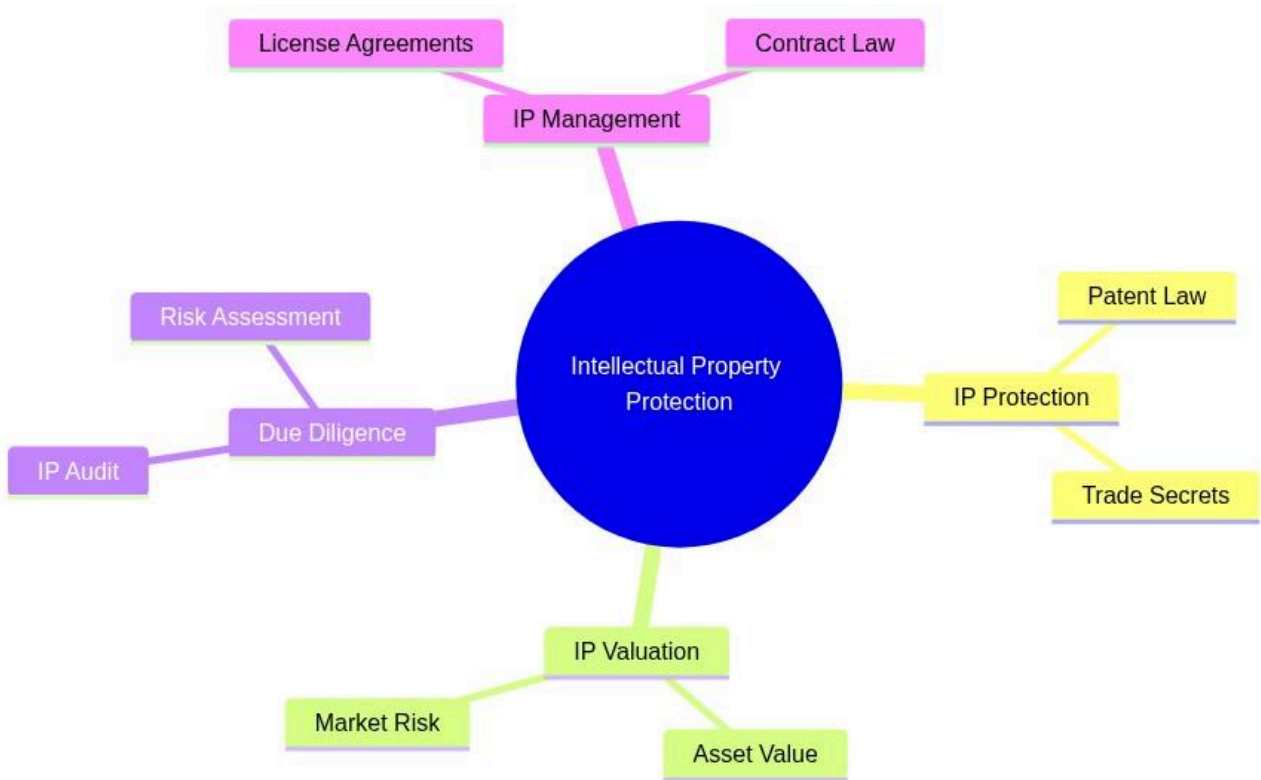 License Agreements
Contract Law
IP Management
Patent Law
Risk Assessment
Intellectual Property
Protection
IP Protection
Due Diligence
IP Audit
Trade Secrets
IP Valuation
Market Risk
Asset Value